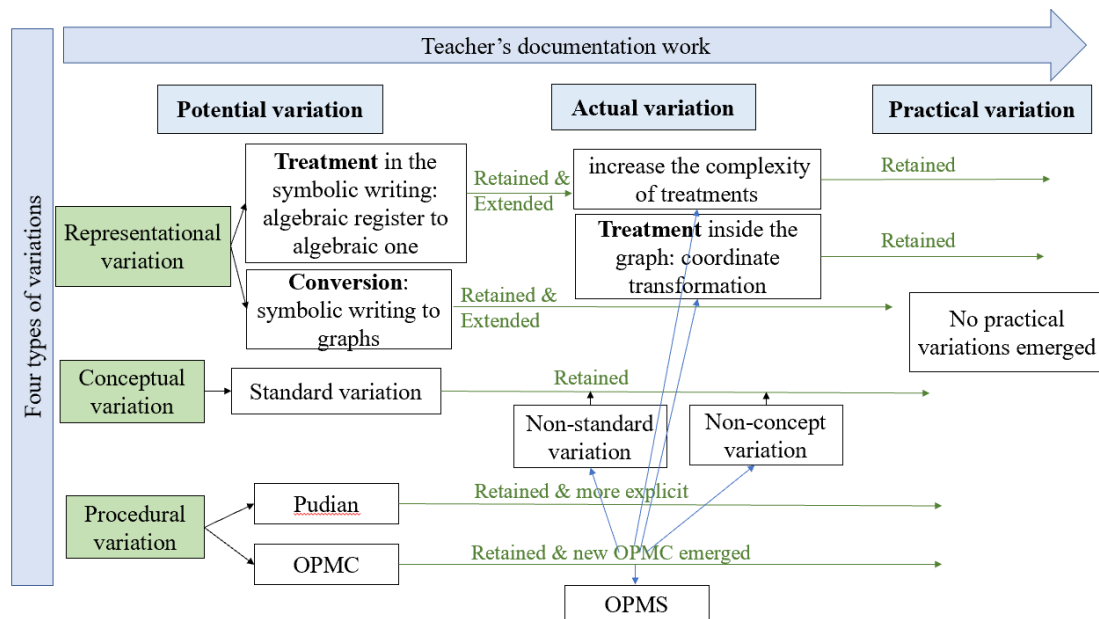 Teacher's documentation work
Four types of variations
Potential variation
Actual variation
Practical variation
Representational
variation
Treatment in the
symbolic writing:
algebraic register to
algebraic one
Retained &
Extended
increase the complexity
of treatments
Retained
Treatment inside the
graph: coordinate
transformation
Retained
Conversion:
symbolic writing to
graphs
Retained &
Extended
No practical
variations emerged
Conceptual
variation
Standard variation
Retained
Non-standard
variation
Non-concept
variation
Procedural
variation
Pudian
Retained & more explicit
OPMC
Retained & new OPMC emerged
OPMS